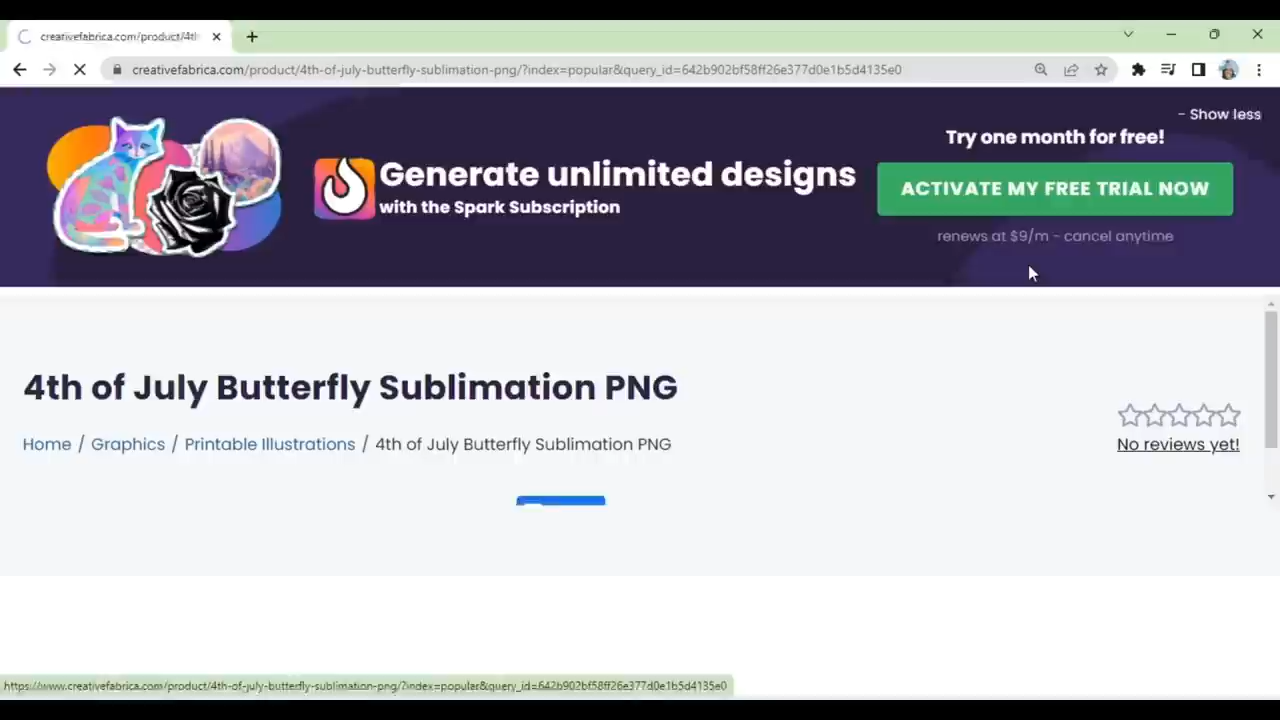 creativefabrica.com/product/4th
creativefabrica.com/product/4th-of-july-butterfly-sublimation-png/?index=popular&query_id=642b902bf58ff26e377d0e1b5d4135e0
- Show less
Try one month for free!
Generate unlimited designs
ACTIVATE MY FREE TRIAL NOW
with the Spark Subscription
renews at $9/m - cancel anytime
4th of July Butterfly Sublimation PNG
Home / Graphics / Printable Illustrations / 4th of July Butterfly Sublimation PNG
No reviews yet!
https://www.creativefabrica.com/product/4th-of-july-butterfly-sublimation-png/?index=popular&query_id=642b902bf58ff26e377d0e1b5d4135e0